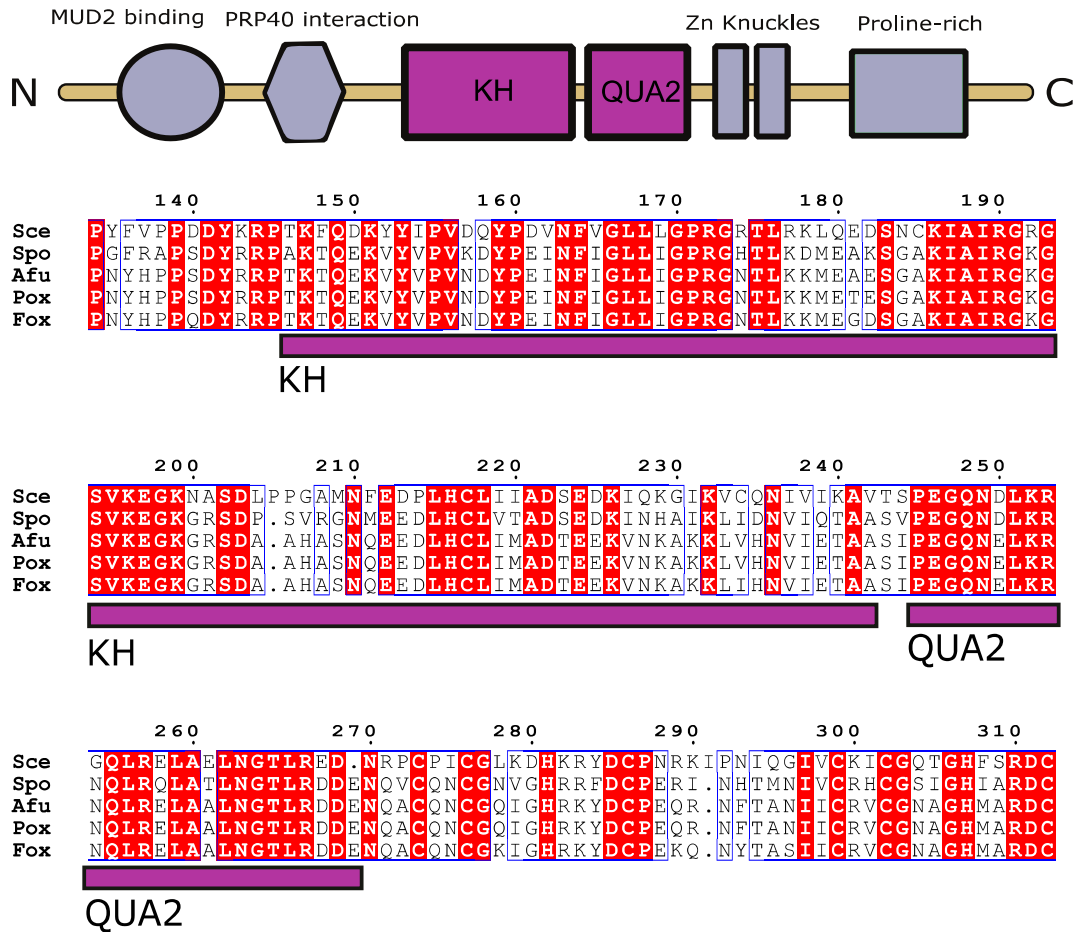 MUD2 binding PRP40 interaction Zn Knuckles Proline-rich
N KH QUA2 C
140 150 160 170 180 190
Sce PYFVPPDDYKRPTKFQDKYYIPVDQYPDVNFVGLLLGPRGRTLRKLQEDSNCKIAIRGRG
Spo PGFRAPSDYRRPAKTQEKVYVPVKDYPEINFIGLLIGPRGHTLKDMEAKSGAKIAIRGKG
Afu PNYHPPSDYRRPTKTQEKVYVPVNDYPEINFIGLLIGPRGNTLKKMEAESGAKIAIRGKG
Pox PNYHPPSDYRRPTKTQEKVYVPVNDYPEINFIGLLIGPRGNTLKKMETESGAKIAIRGKG
Fox PNYHPPQDYRRPTKTQEKVYVPVNDYPEINFIGLLIGPRGNTLKKMEGDSGAKIAIRGKG
KH
200 210 220 230 240 250
Sce SVKEGKNASDLPPGAMNFEDPLHCLIIADSEDKIQKGIKVCQNIVIKAVTSPEGQNDLKR
Spo SVKEGKGRSDP.SVRGNMEEDLHCLVTADSEDKINHAIKLIDNVIQTAASVPEGQNDLKR
Afu SVKEGKGRSDA.AHASNQEEDLHCLIMADTEEKVNKAKKLVHNVIETAASIPEGQNELKR
Pox SVKEGKGRSDA.AHASNQEEDLHCLIMADTEEKVNKAKKLVHNVIETAASIPEGQNELKR
Fox SVKEGKGRSDA.AHASNQEEDLHCLIMADTEEKVNKAKKLIHNVIETAASIPEGQNELKR
KH QUA2
260 270 280 290 300 310
Sce GQLRELAELNGTLRED.NRPCPICGLKDHKRYDCPNRKIPNIQGIVCKICGQTGHFSRDC
Spo NQLRQLATLNGTLRDDENQVCQNCGNVGHRRFDCPERI.NHTMNIVCRHCGSIGHIARDC
Afu NQLRELAALNGTLRDDENQACQNCGQIGHRKYDCPEQR.NFTANIICRVCGNAGHMARDC
Pox NQLRELAALNGTLRDDENQACQNCGQIGHRKYDCPEQR.NFTANIICRVCGNAGHMARDC
Fox NQLRELAALNGTLRDDENQACQNCGKIGHRKYDCPEKQ.NYTASIICRVCGNAGHMARDC
QUA2